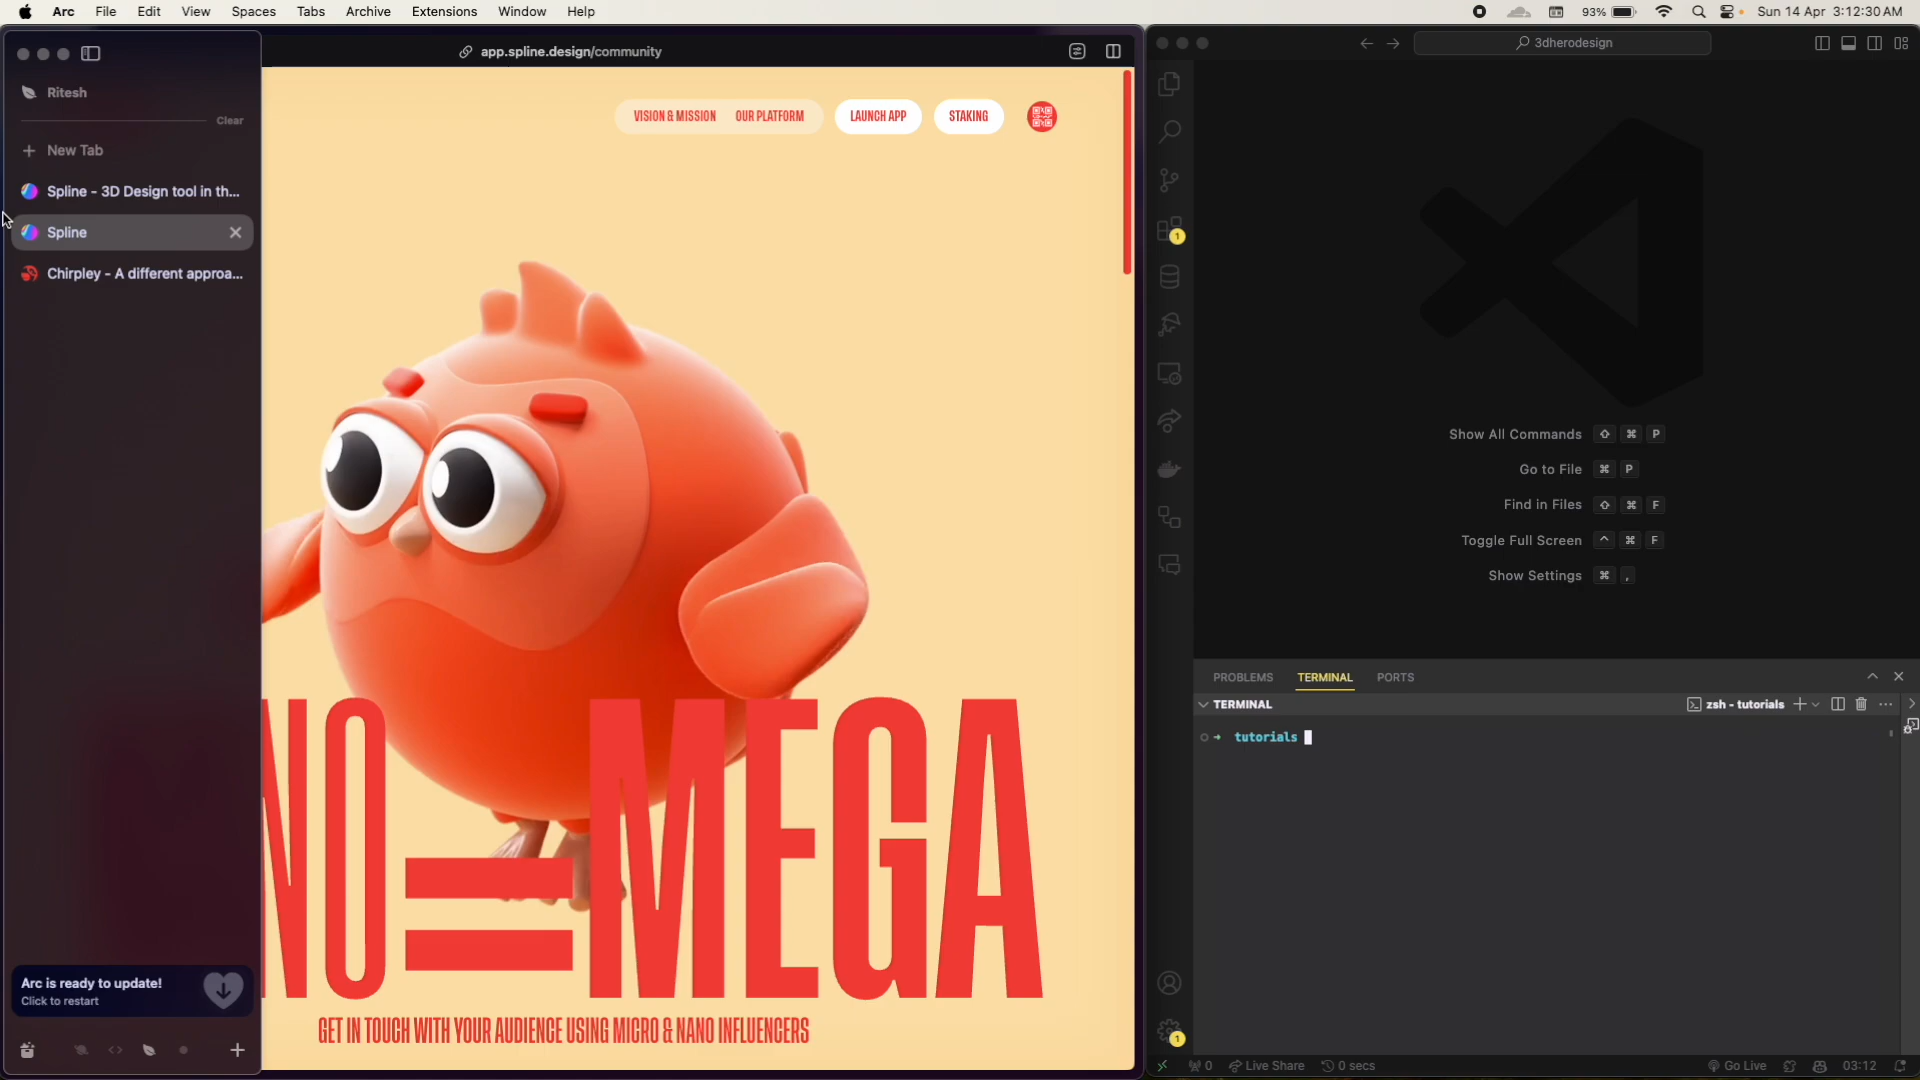 Arc File Edit View Spaces Tabs Archive Extensions Window Help
93% Sun 14 Apr 3:12:30 AM
app.spline.design/community
Ritesh
Clear
New Tab
Spline - 3D Design tool in th...
Spline
Chirpley - A different approa...
Arc is ready to update!
Click to restart
VISION & MISSION OUR PLATFORM LAUNCH APP STAKING
NO=MEGA
GET IN TOUCH WITH YOUR AUDIENCE USING MICRO & NANO INFLUENCERS
3dherodesign
1
Show All Commands ⇧ ⌘ P
Go to File ⌘ P
Find in Files ⇧ ⌘ F
Toggle Full Screen ^ ⌘ F
Show Settings ⌘ ,
PROBLEMS TERMINAL PORTS
TERMINAL
zsh - tutorials
→ tutorials
1
0 Live Share 0 secs Go Live 03:12